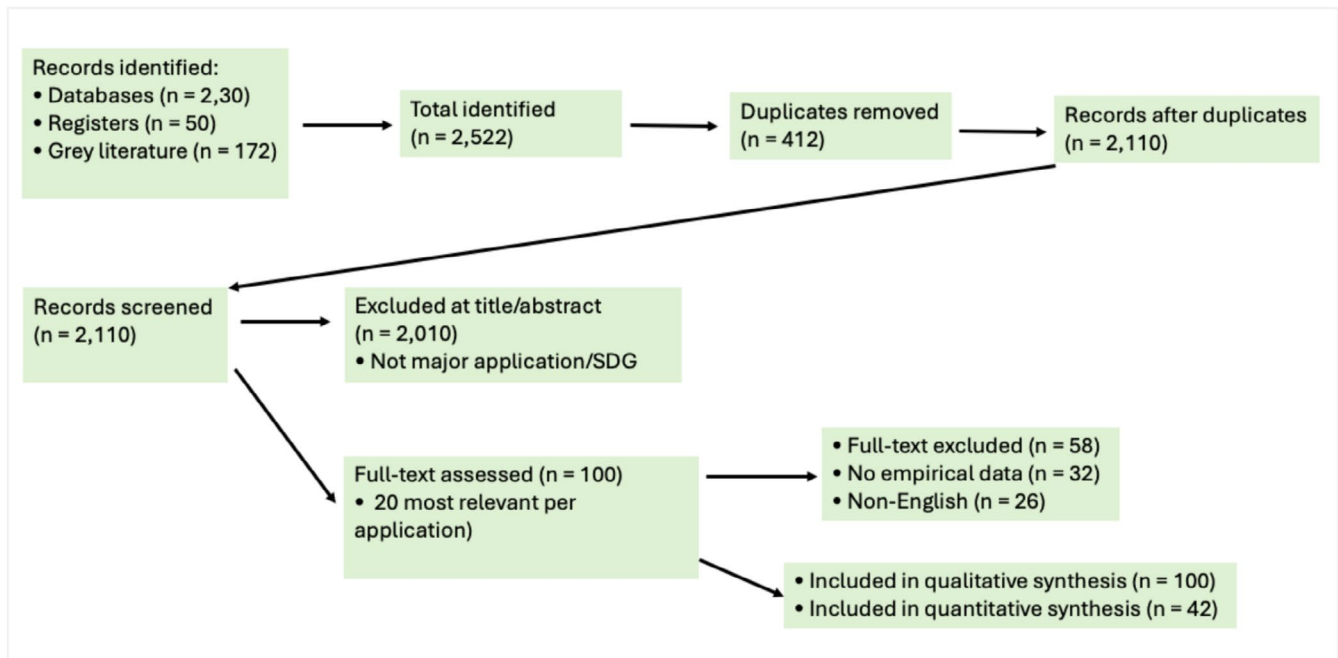 Records identified:
• Databases (n = 2,30)
• Registers (n = 50)
• Grey literature (n = 172)
Total identified
(n = 2,522)
Duplicates removed
(n = 412)
Records after duplicates
(n = 2,110)
Records screened
(n = 2,110)
Excluded at title/abstract
(n = 2,010)
• Not major application/SDG
Full-text assessed (n = 100)
• 20 most relevant per
application)
• Full-text excluded (n = 58)
• No empirical data (n = 32)
• Non-English (n = 26)
• Included in qualitative synthesis (n = 100)
• Included in quantitative synthesis (n = 42)